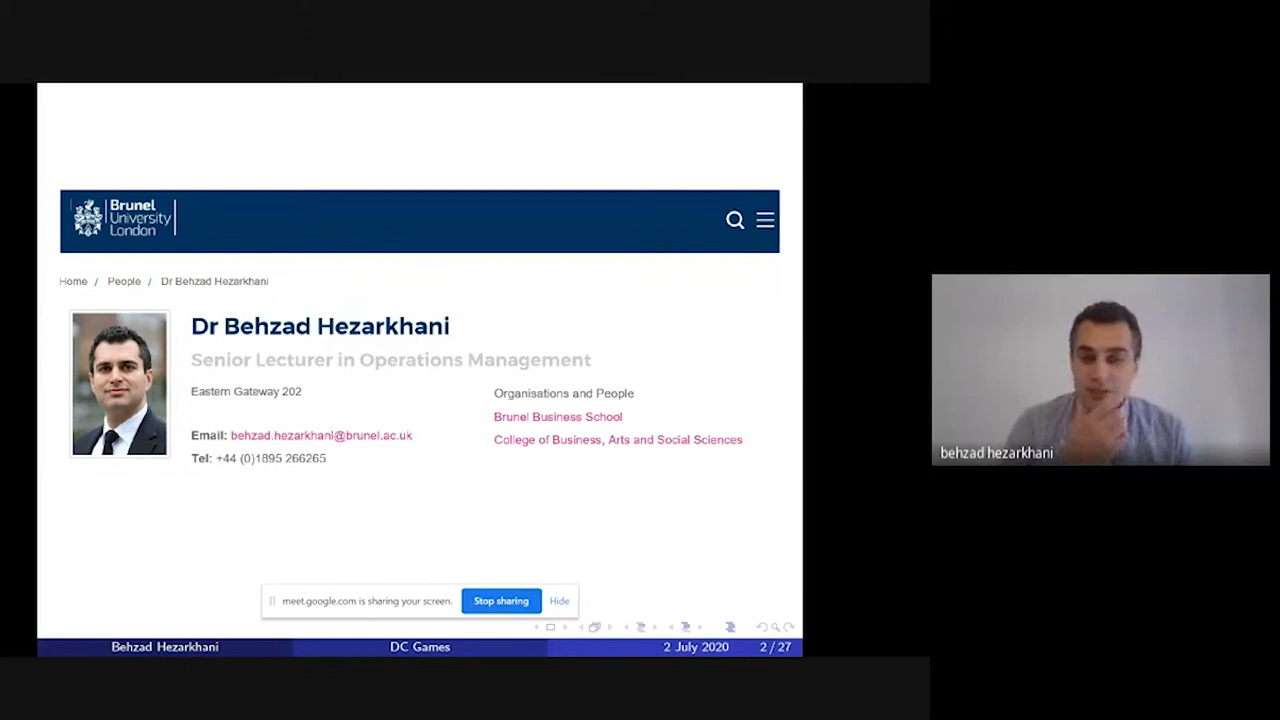 Brunel
University
London
Home / People / Dr Behzad Hezarkhani
Dr Behzad Hezarkhani
Senior Lecturer in Operations Management
Eastern Gateway 202
Email: behzad.hezarkhani@brunel.ac.uk
Tel: +44 (0)1895 266265
Organisations and People
Brunel Business School
College of Business, Arts and Social Sciences
behzad hezarkhani
meet.google.com is sharing your screen. Stop sharing Hide
Behzad Hezarkhani DC Games 2 July 2020 2 / 27